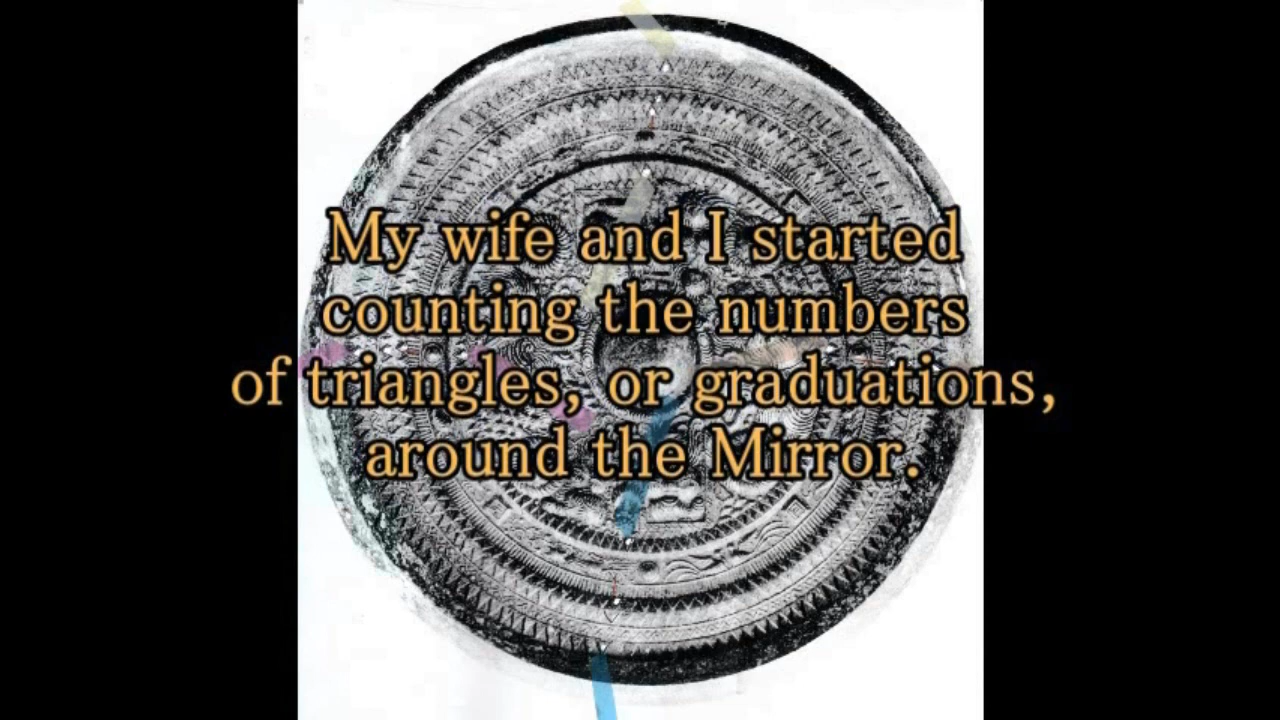 My wife and I started
counting the numbers
of triangles, or graduations,
around the Mirror.